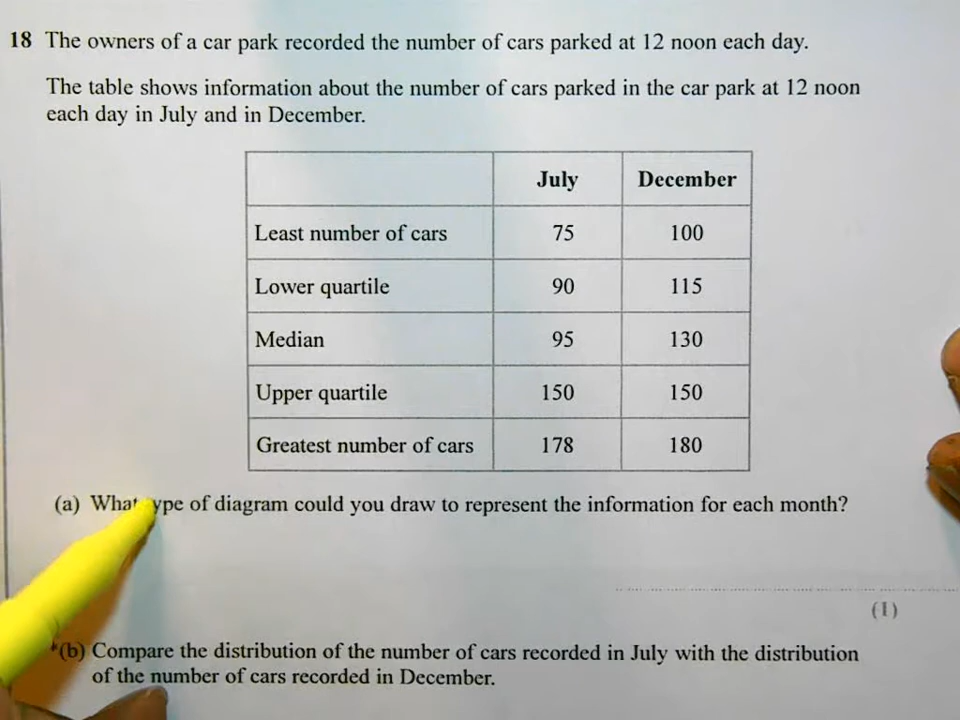 18 The owners of a car park recorded the number of cars parked at 12 noon each day.
The table shows information about the number of cars parked in the car park at 12 noon
each day in July and in December.
July December
Least number of cars 75 100
Lower quartile 90 115
Median 95 130
Upper quartile 150 150
Greatest number of cars 178 180
(a) What type of diagram could you draw to represent the information for each month?
(1)
*(b) Compare the distribution of the number of cars recorded in July with the distribution
of the number of cars recorded in December.